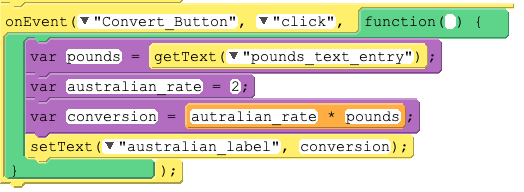 onEvent(▼"Convert_Button", ▼"click", function( ) {
var pounds = getText(▼"pounds_text_entry");
var australian_rate = 2;
var conversion = autralian_rate * pounds;
setText(▼"australian_label", conversion);
} );